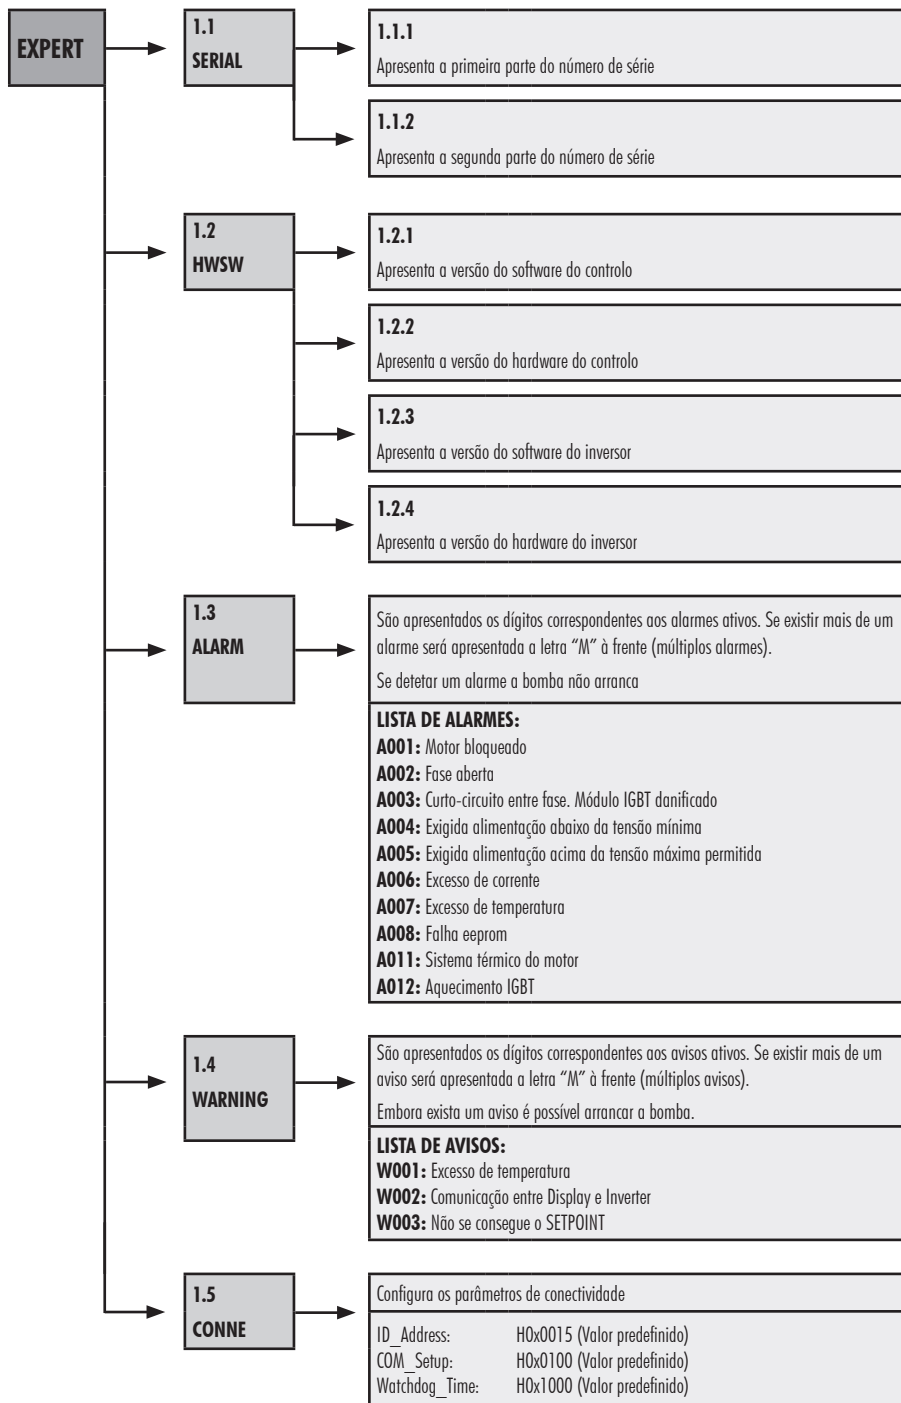 EXPERT
1.1
SERIAL
1.1.1
Apresenta a primeira parte do número de série
1.1.2
Apresenta a segunda parte do número de série
1.2
HWSW
1.2.1
Apresenta a versão do software do controlo
1.2.2
Apresenta a versão do hardware do controlo
1.2.3
Apresenta a versão do software do inversor
1.2.4
Apresenta a versão do hardware do inversor
1.3
ALARM
São apresentados os dígitos correspondentes aos alarmes ativos. Se existir mais de um
alarme será apresentada a letra “M” à frente (múltiplos alarmes).
Se detetar um alarme a bomba não arranca
LISTA DE ALARMES:
A001: Motor bloqueado
A002: Fase aberta
A003: Curto-circuito entre fase. Módulo IGBT danificado
A004: Exigida alimentação abaixo da tensão mínima
A005: Exigida alimentação acima da tensão máxima permitida
A006: Excesso de corrente
A007: Excesso de temperatura
A008: Falha eeprom
A011: Sistema térmico do motor
A012: Aquecimento IGBT
1.4
WARNING
São apresentados os dígitos correspondentes aos avisos ativos. Se existir mais de um
aviso será apresentada a letra “M” à frente (múltiplos avisos).
Embora exista um aviso é possível arrancar a bomba.
LISTA DE AVISOS:
W001: Excesso de temperatura
W002: Comunicação entre Display e Inverter
W003: Não se consegue o SETPOINT
1.5
CONNE
Configura os parâmetros de conectividade
ID_Address: H0x0015 (Valor predefinido)
COM_Setup: H0x0100 (Valor predefinido)
Watchdog_Time: H0x1000 (Valor predefinido)